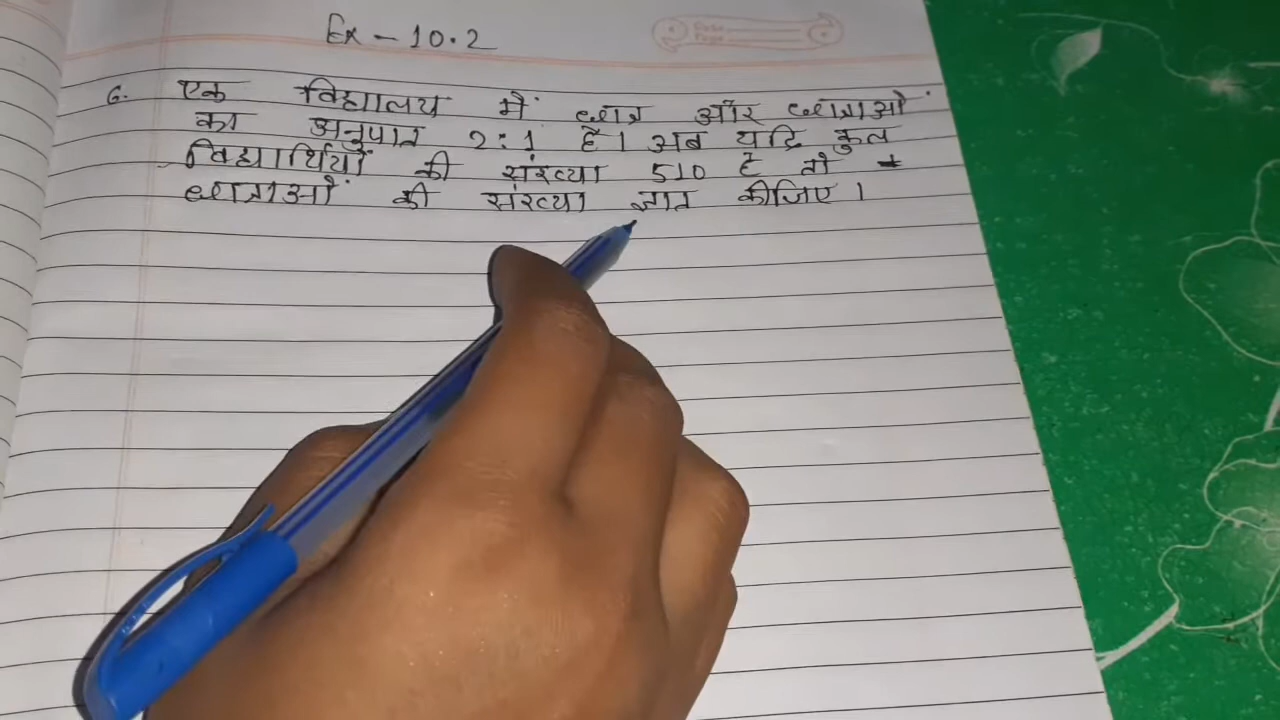 Ex - 10.2
6. एक विद्यालय में छात्र और छात्राओं
का अनुपात 2:1 है। अब यदि कुल
विद्यार्थियों की संख्या 510 है तो
छात्राओं की संख्या ज्ञात कीजिए।